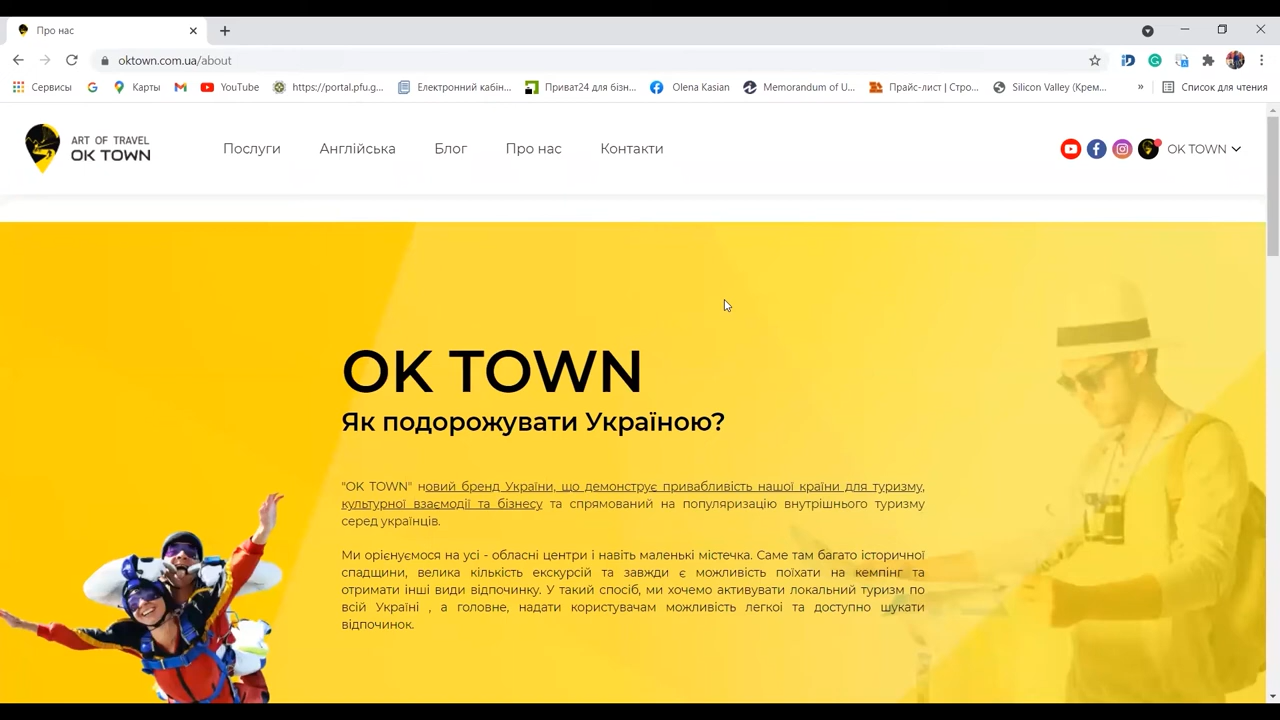 Про нас
oktown.com.ua/about
Сервисы
Карты
YouTube
https://portal.pfu.g...
Електронний кабін...
Приват24 для бізн...
Olena Kasian
Memorandum of U...
Прайс-лист | Стро...
Silicon Valley (Крем...
»
Список для чтения
ART OF TRAVEL
OK TOWN
Послуги
Англійська
Блог
Про нас
Контакти
OK TOWN
OK TOWN
Як подорожувати Україною?
"OK TOWN" новий бренд України, що демонструє привабливість нашої країни для туризму,
культурної взаємодії та бізнесу та спрямований на популяризацію внутрішнього туризму
серед українців.
Ми орієнуємося на усі - обласні центри і навіть маленькі містечка. Саме там багато історичної
спадщини, велика кількість екскурсій та завжди є можливість поїхати на кемпінг та
отримати інші види відпочинку. У такий спосіб, ми хочемо активувати локальний туризм по
всій Україні , а головне, надати користувачам можливість легкої та доступно шукати
відпочинок.